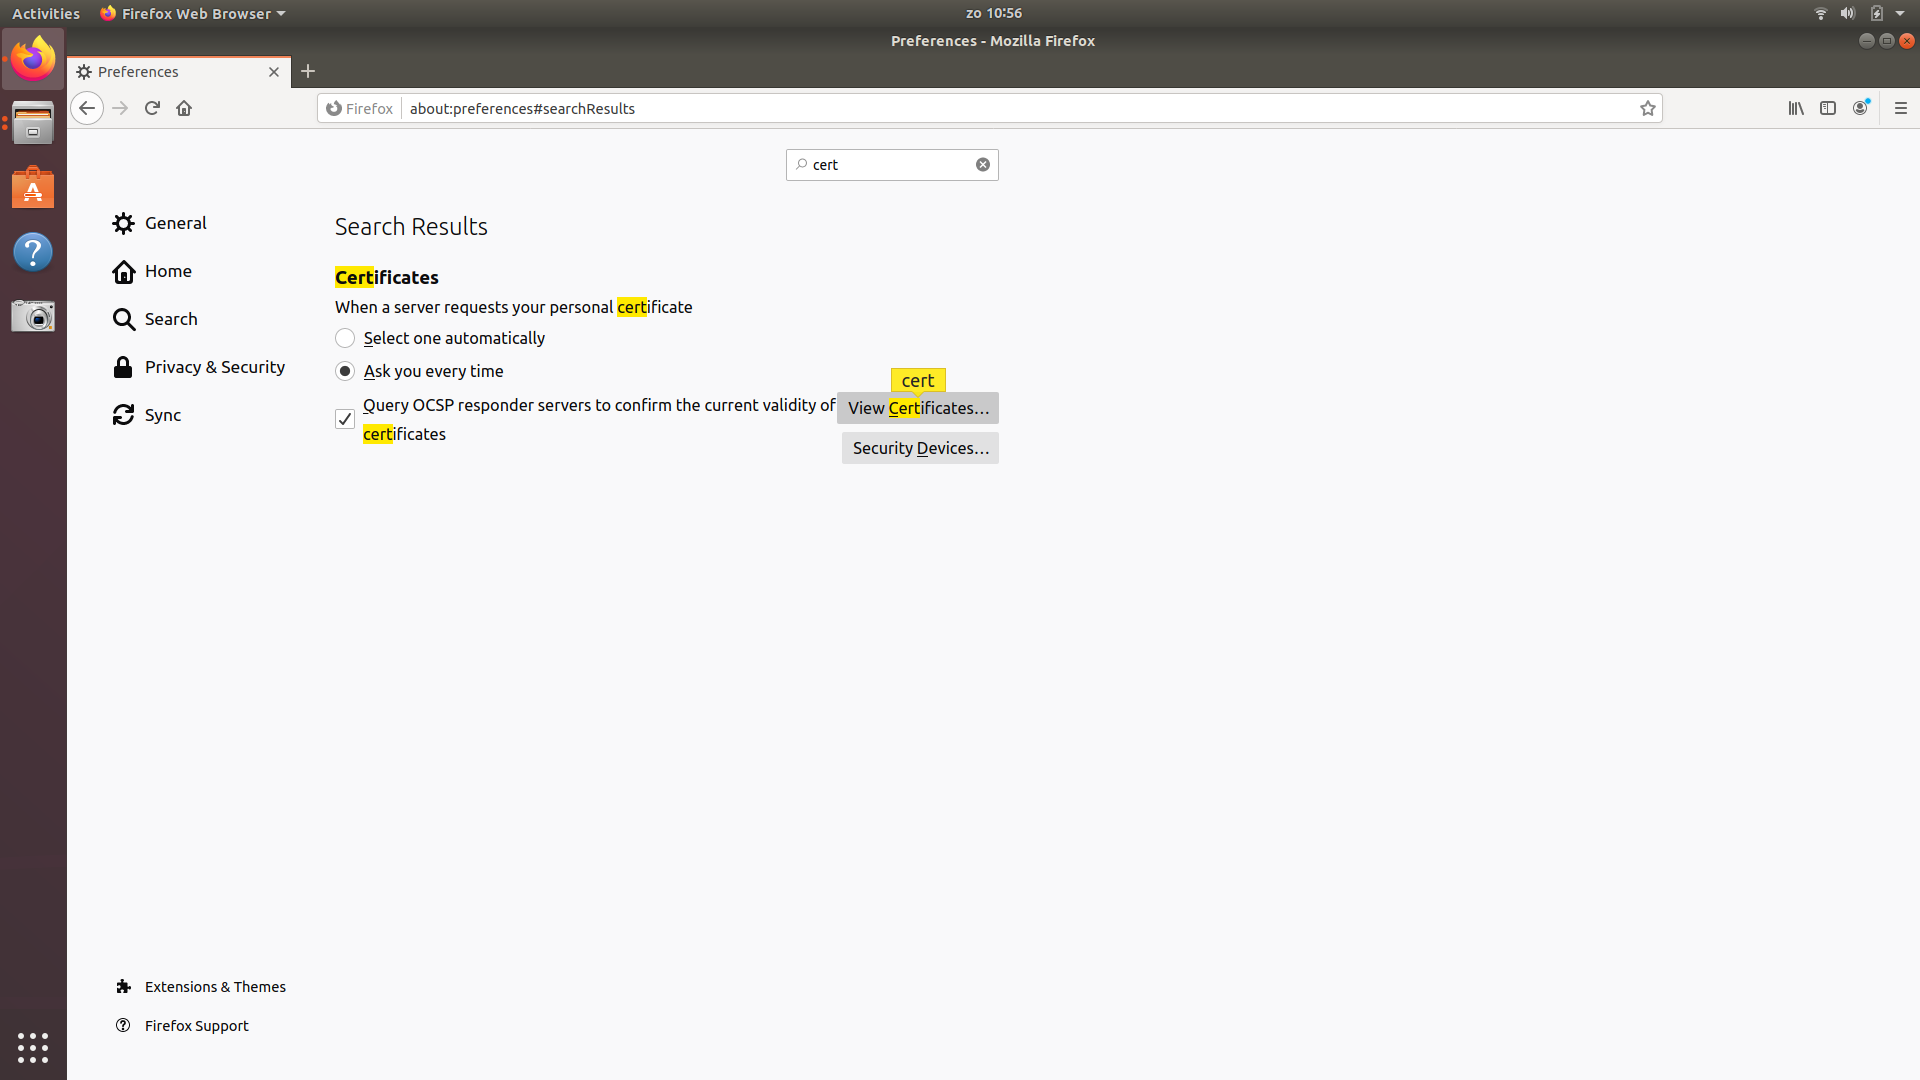 Activities
Firefox Web Browser
zo 10:56
Preferences - Mozilla Firefox
Preferences
Firefox
about:preferences#searchResults
cert
General
Home
Search
Privacy & Security
Sync
Search Results
Certificates
When a server requests your personal certificate
Select one automatically
Ask you every time
Query OCSP responder servers to confirm the current validity of
certificates
cert
View Certificates…
Security Devices…
Extensions & Themes
Firefox Support